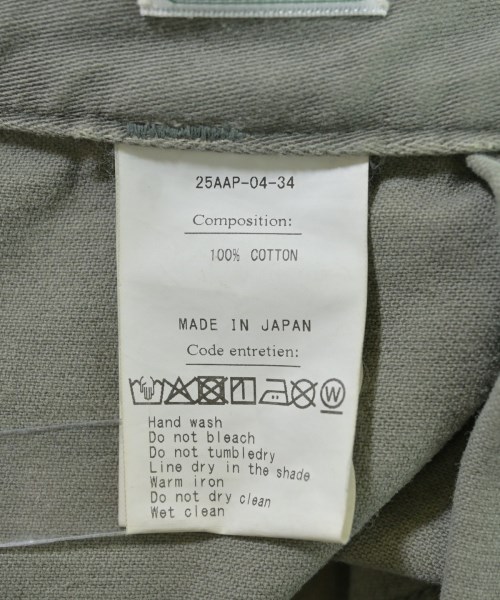 25AAP-04-34
Composition:
100% COTTON
MADE IN JAPAN
Code entretien:
W
Hand wash
Do not bleach
Do not tumbledry
Line dry in the shade
Warm iron
Do not dry clean
Wet clean